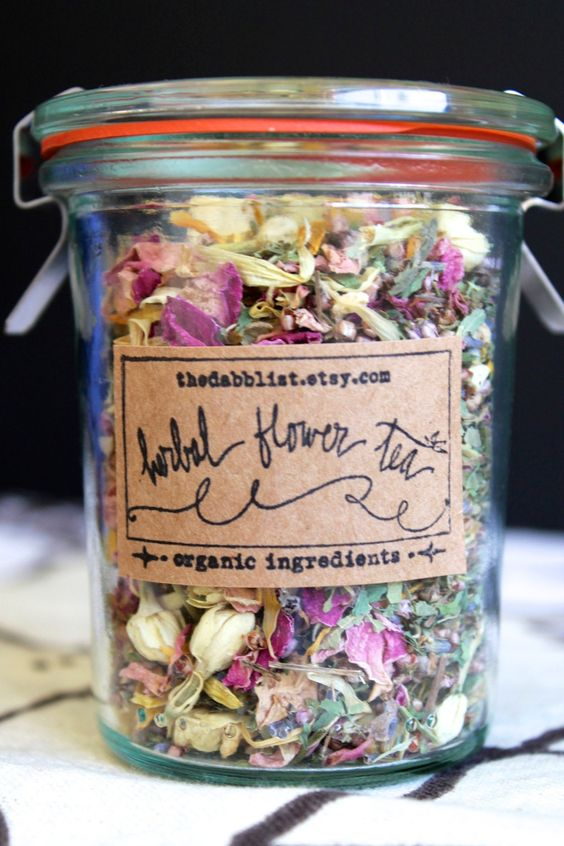 thedabblist.etsy.com
herbal flower tea
organic ingredients